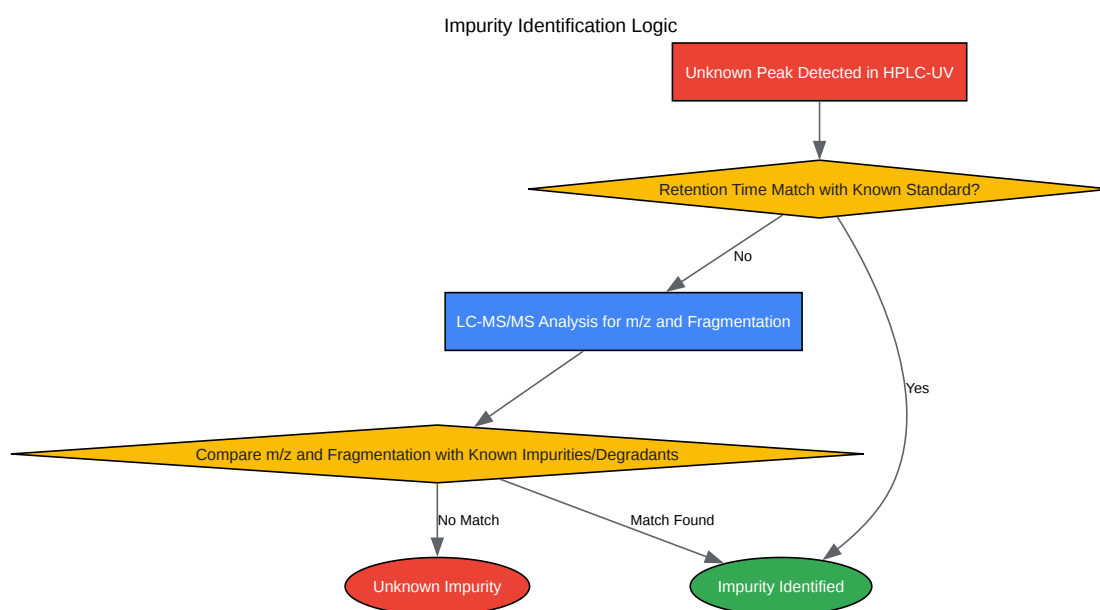 Impurity Identification Logic
Unknown Peak Detected in HPLC-UV
Retention Time Match with Known Standard?
No
LC-MS/MS Analysis for m/z and Fragmentation
Yes
Compare m/z and Fragmentation with Known Impurities/Degradants
No Match
Match Found
Unknown Impurity
Impurity Identified